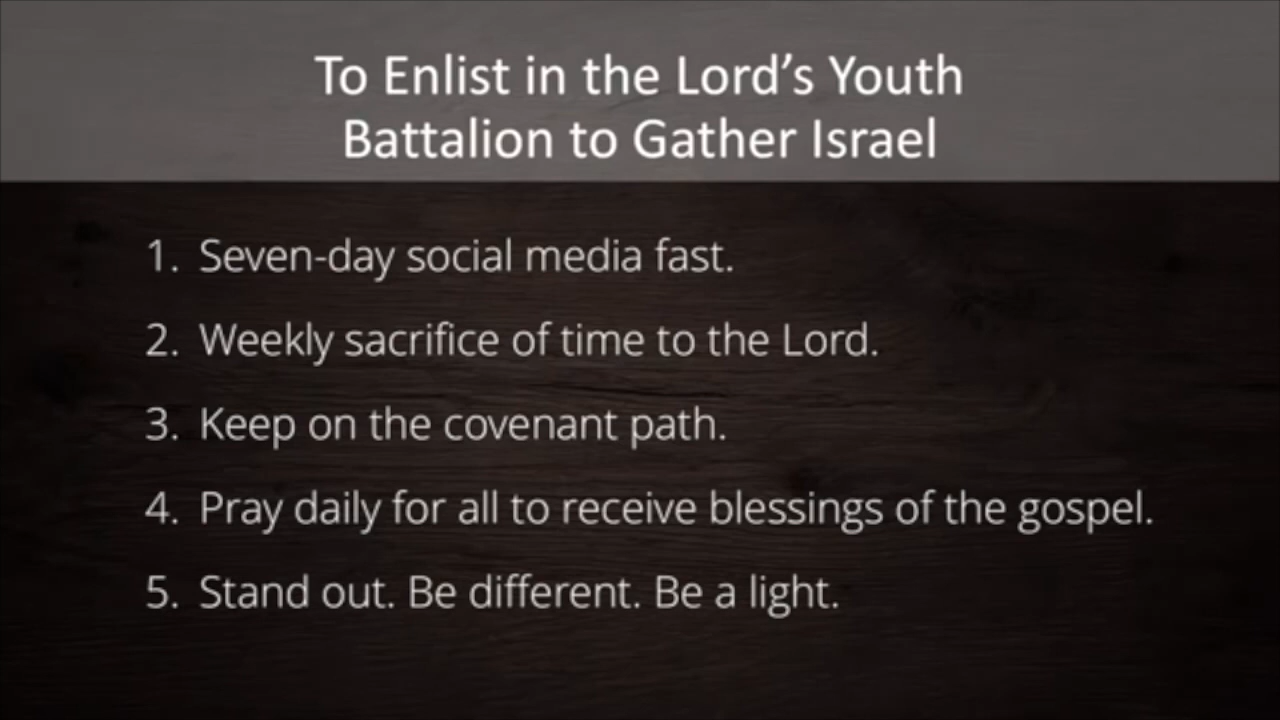 To Enlist in the Lord’s Youth
Battalion to Gather Israel
1. Seven-day social media fast.
2. Weekly sacrifice of time to the Lord.
3. Keep on the covenant path.
4. Pray daily for all to receive blessings of the gospel.
5. Stand out. Be different. Be a light.